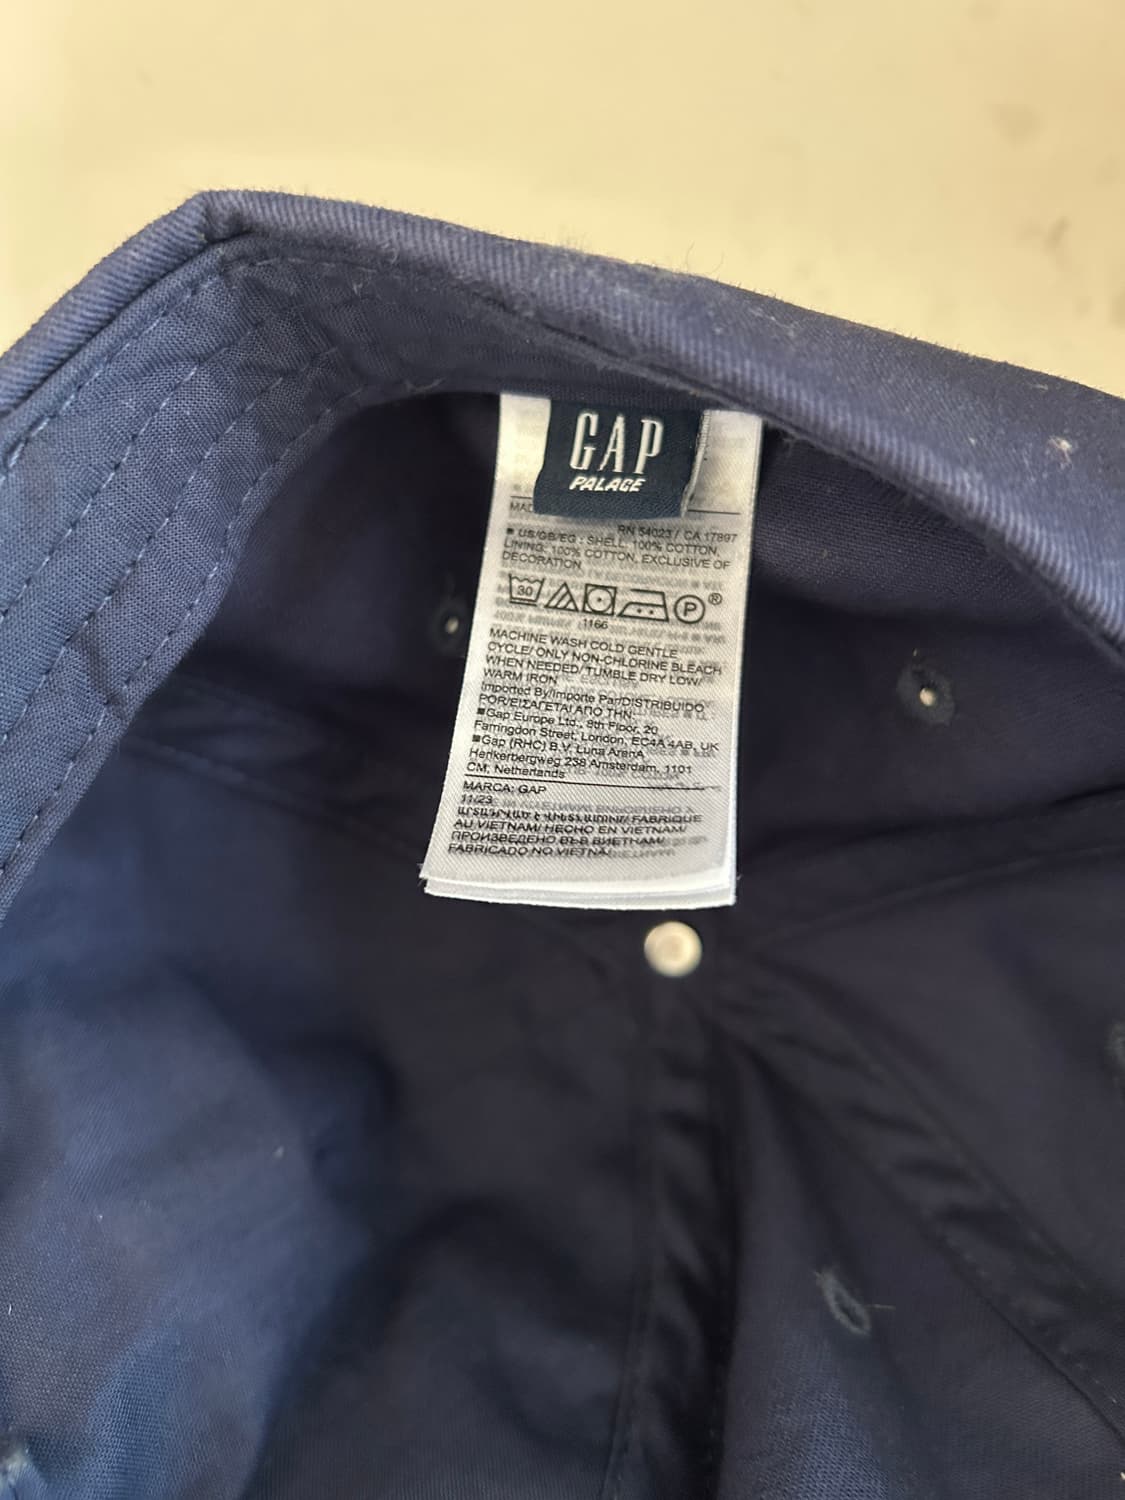 GAP
PALACE
MAD
RN 54023 / CA 17897
■ US/GB/EG : SHELL: 100% COTTON,
LINING: 100% COTTON, EXCLUSIVE OF
DECORATION
30 P ®
1166
MACHINE WASH COLD GENTLE
CYCLE/ ONLY NON-CHLORINE BLEACH
WHEN NEEDED/ TUMBLE DRY LOW/
WARM IRON
Imported By/Importe Par/DISTRIBUIDO
POR/ΕΙΣΑΓΕΤΑΙ ΑΠΟ ΤΗΝ:
■Gap Europe Ltd., 8th Floor, 20
Farringdon Street, London, EC4A 4AB, UK
■Gap (RHC) B.V, Luna ArenA
Herikerbergweg 238 Amsterdam, 1101
CM, Netherlands
MARCA: GAP
11/23
FABRIQUE
AU VIETNAM/ HECHO EN VIETNAM/
ПРОИЗВЕДЕНО ВЪВ ВИЕТНАМ/
FABRICADO NO VIETNÃ/